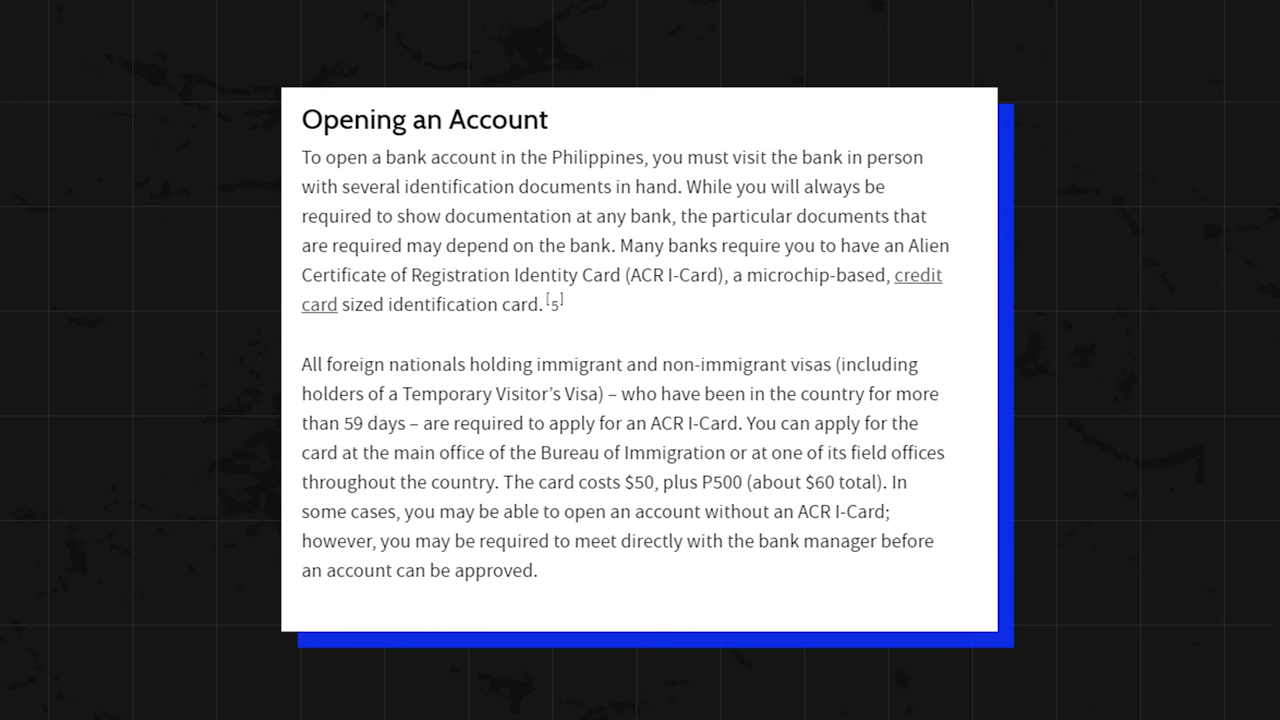 Opening an Account
To open a bank account in the Philippines, you must visit the bank in person
with several identification documents in hand. While you will always be
required to show documentation at any bank, the particular documents that
are required may depend on the bank. Many banks require you to have an Alien
Certificate of Registration Identity Card (ACR I-Card), a microchip-based, credit
card sized identification card.[5]
All foreign nationals holding immigrant and non-immigrant visas (including
holders of a Temporary Visitor’s Visa) – who have been in the country for more
than 59 days – are required to apply for an ACR I-Card. You can apply for the
card at the main office of the Bureau of Immigration or at one of its field offices
throughout the country. The card costs $50, plus P500 (about $60 total). In
some cases, you may be able to open an account without an ACR I-Card;
however, you may be required to meet directly with the bank manager before
an account can be approved.